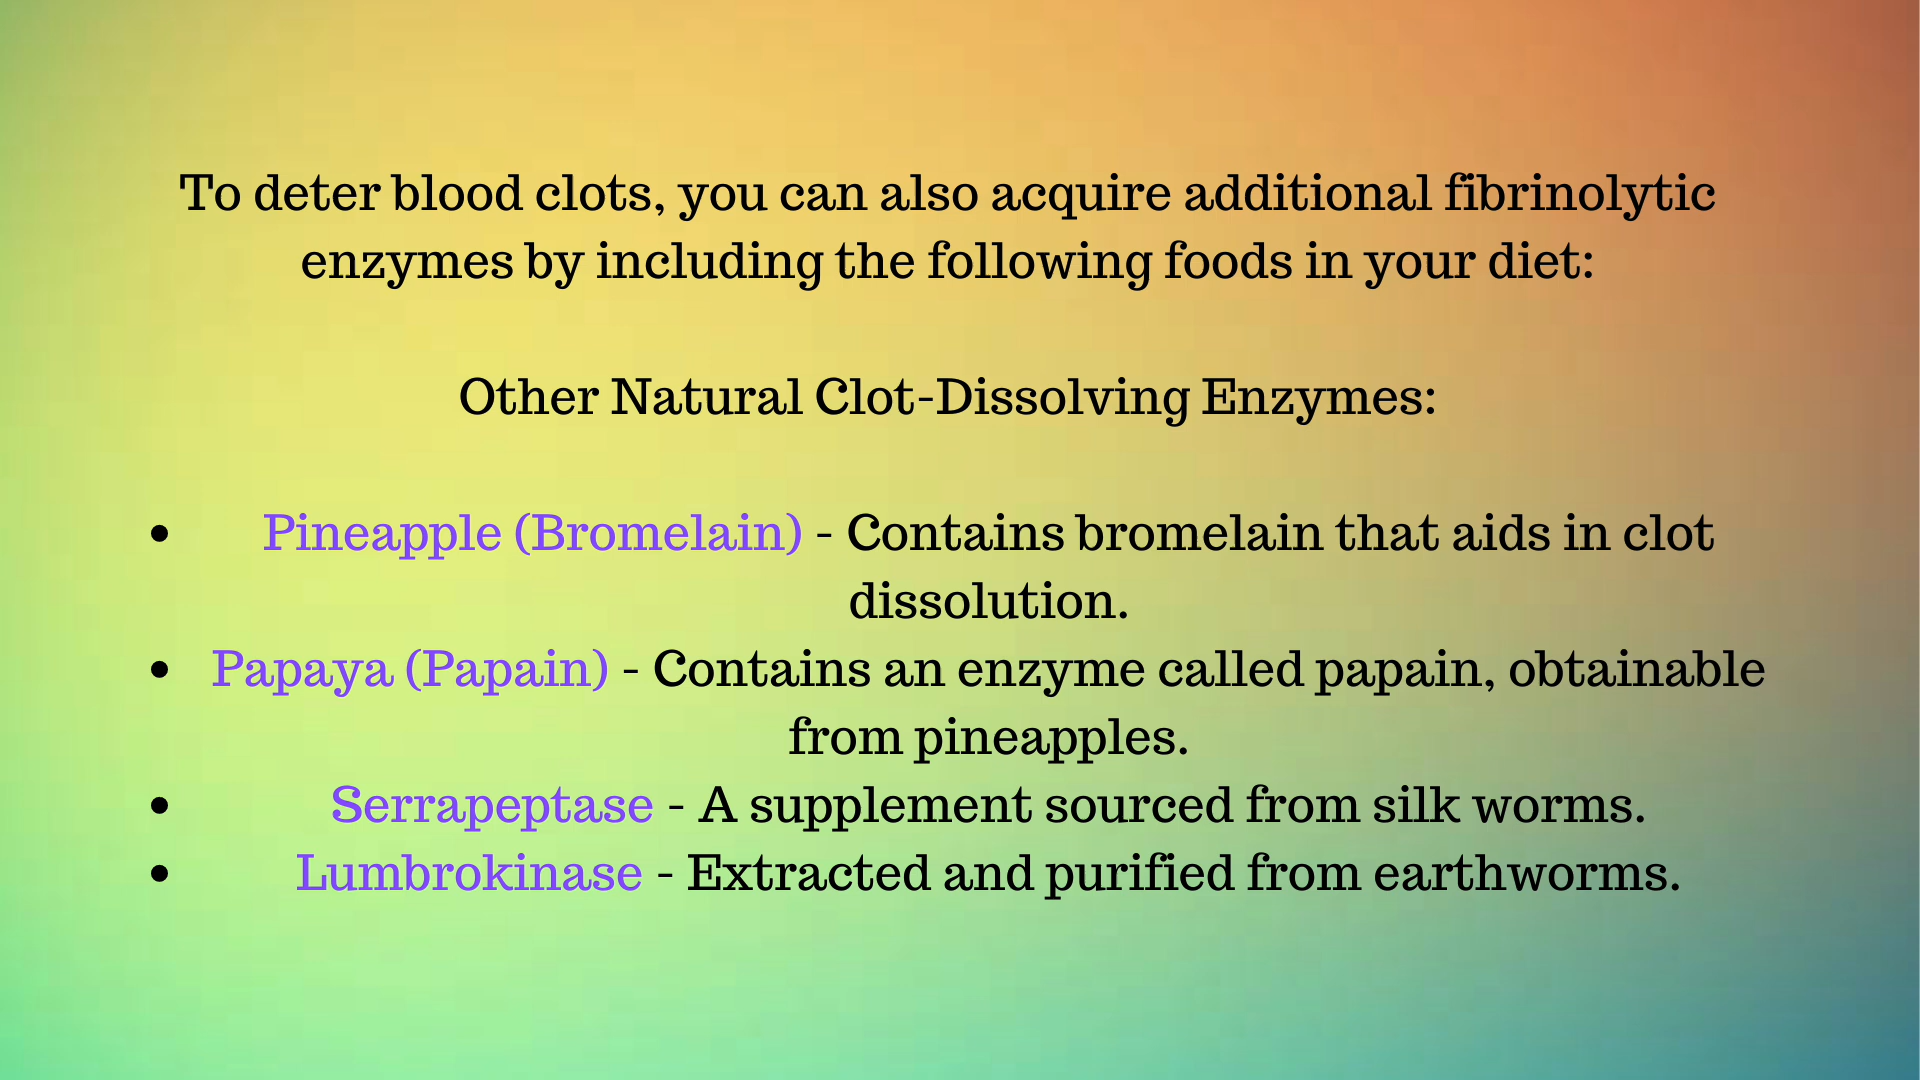 To deter blood clots, you can also acquire additional fibrinolytic
enzymes by including the following foods in your diet:
Other Natural Clot-Dissolving Enzymes:
• Pineapple (Bromelain) - Contains bromelain that aids in clot
dissolution.
• Papaya (Papain) - Contains an enzyme called papain, obtainable
from pineapples.
• Serrapeptase - A supplement sourced from silk worms.
• Lumbrokinase - Extracted and purified from earthworms.